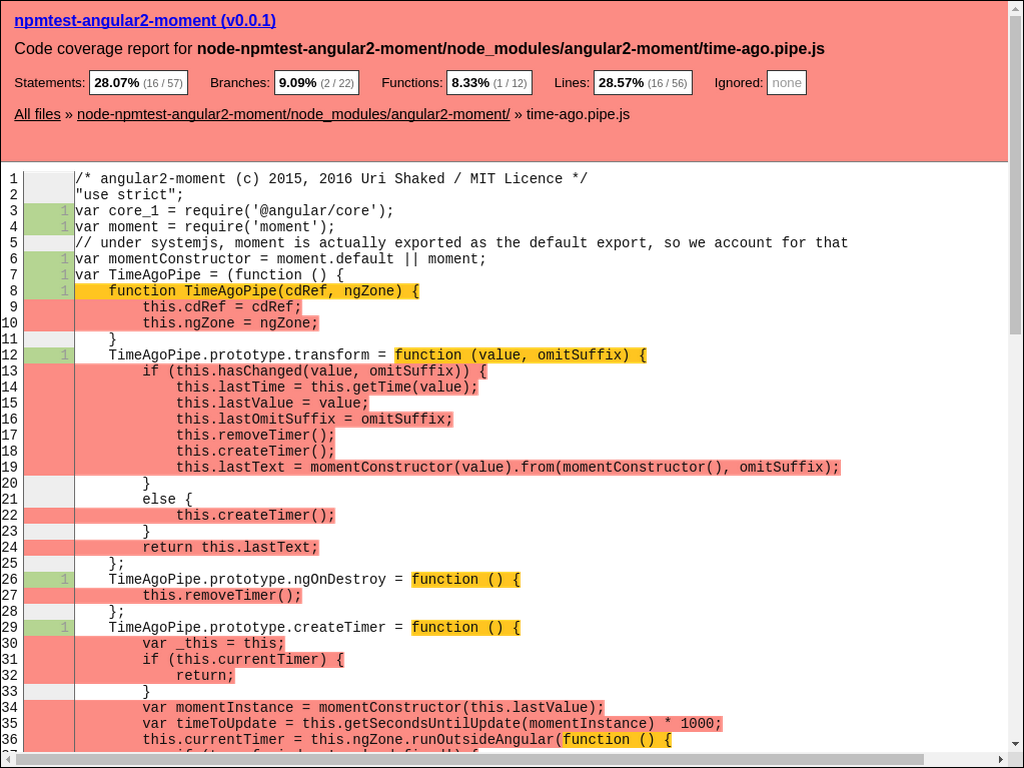 npmtest-angular2-moment (v0.0.1)
Code coverage report for node-npmtest-angular2-moment/node_modules/angular2-moment/time-ago.pipe.js
Statements: 28.07% (16 / 57) Branches: 9.09% (2 / 22) Functions: 8.33% (1 / 12) Lines: 28.57% (16 / 56) Ignored: none
All files » node-npmtest-angular2-moment/node_modules/angular2-moment/ » time-ago.pipe.js
1 /* angular2-moment (c) 2015, 2016 Uri Shaked / MIT Licence */
2 "use strict";
3 1 var core_1 = require('@angular/core');
4 1 var moment = require('moment');
5 // under systemjs, moment is actually exported as the default export, so we account for that
6 1 var momentConstructor = moment.default || moment;
7 1 var TimeAgoPipe = (function () {
8 1 function TimeAgoPipe(cdRef, ngZone) {
9 this.cdRef = cdRef;
10 this.ngZone = ngZone;
11 }
12 1 TimeAgoPipe.prototype.transform = function (value, omitSuffix) {
13 if (this.hasChanged(value, omitSuffix)) {
14 this.lastTime = this.getTime(value);
15 this.lastValue = value;
16 this.lastOmitSuffix = omitSuffix;
17 this.removeTimer();
18 this.createTimer();
19 this.lastText = momentConstructor(value).from(momentConstructor(), omitSuffix);
20 }
21 else {
22 this.createTimer();
23 }
24 return this.lastText;
25 };
26 1 TimeAgoPipe.prototype.ngOnDestroy = function () {
27 this.removeTimer();
28 };
29 1 TimeAgoPipe.prototype.createTimer = function () {
30 var _this = this;
31 if (this.currentTimer) {
32 return;
33 }
34 var momentInstance = momentConstructor(this.lastValue);
35 var timeToUpdate = this.getSecondsUntilUpdate(momentInstance) * 1000;
36 this.currentTimer = this.ngZone.runOutsideAngular(function () {